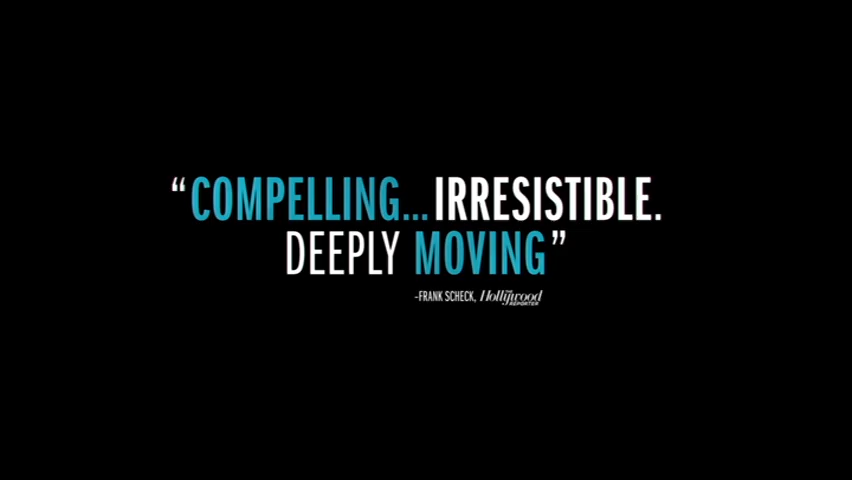 “COMPELLING... IRRESISTIBLE.
DEEPLY MOVING”
-FRANK SCHECK, THE Hollywood REPORTER